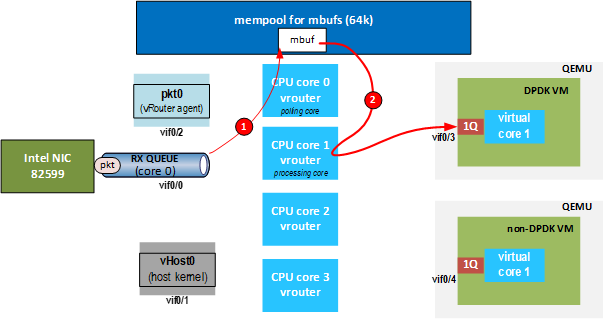 mempool for mbufs (64k)
mbuf
CPU core 0
vrouter
polling core
pkt0
(vRouter agent)
vif0/2
1
2
QEMU
DPDK VM
1Q
virtual
core 1
vif0/3
CPU core 1
vrouter
processing core
Intel NIC
82599
pkt
RX QUEUE
(core 0)
vif0/0
CPU core 2
vrouter
QEMU
non-DPDK VM
1Q
virtual
core 1
vif0/4
vHost0
(host kernel)
vif0/1
CPU core 3
vrouter